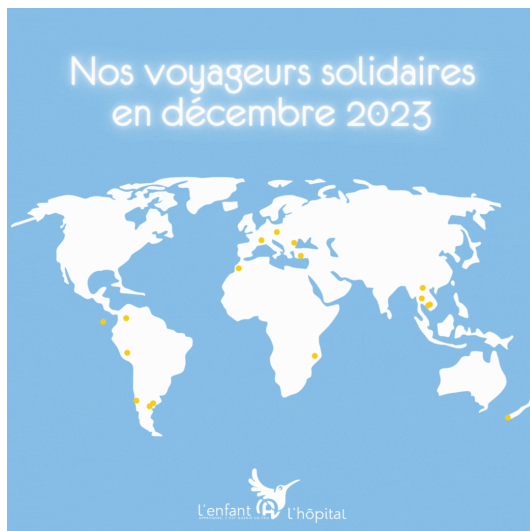 Nos voyageurs solidaires
en décembre 2023
L'enfant @ L'hôpital